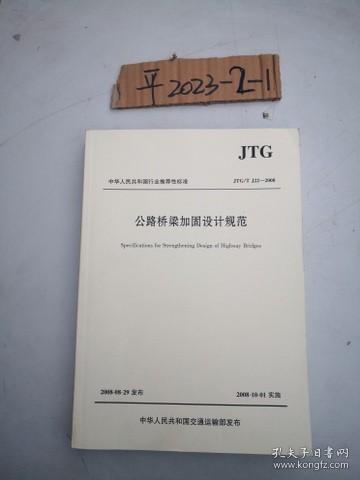 平2023-2-1
JTG
中华人民共和国行业推荐性标准
JTG/T J22—2008
公路桥梁加固设计规范
Specifications for Strengthening Design of Highway Bridges
2008-08-29 发布
2008-10-01 实施
中华人民共和国交通运输部发布
孔夫子旧书网